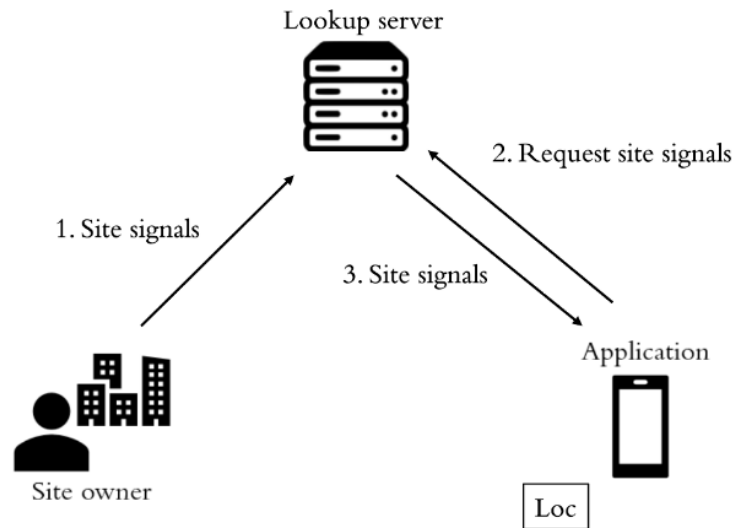 Lookup server
2. Request site signals
1. Site signals
3. Site signals
Application
Site owner
Loc